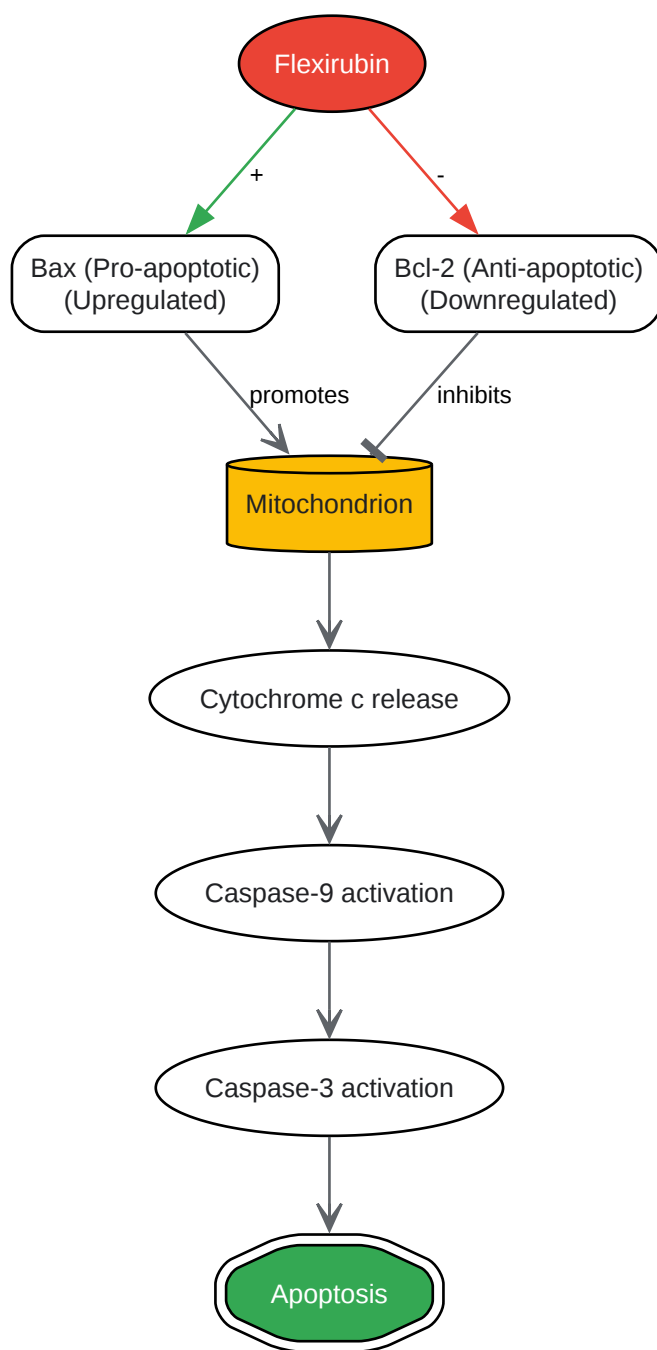 Flexirubin
+
-
Bax (Pro-apoptotic)
(Upregulated)
Bcl-2 (Anti-apoptotic)
(Downregulated)
promotes
inhibits
Mitochondrion
Cytochrome c release
Caspase-9 activation
Caspase-3 activation
Apoptosis